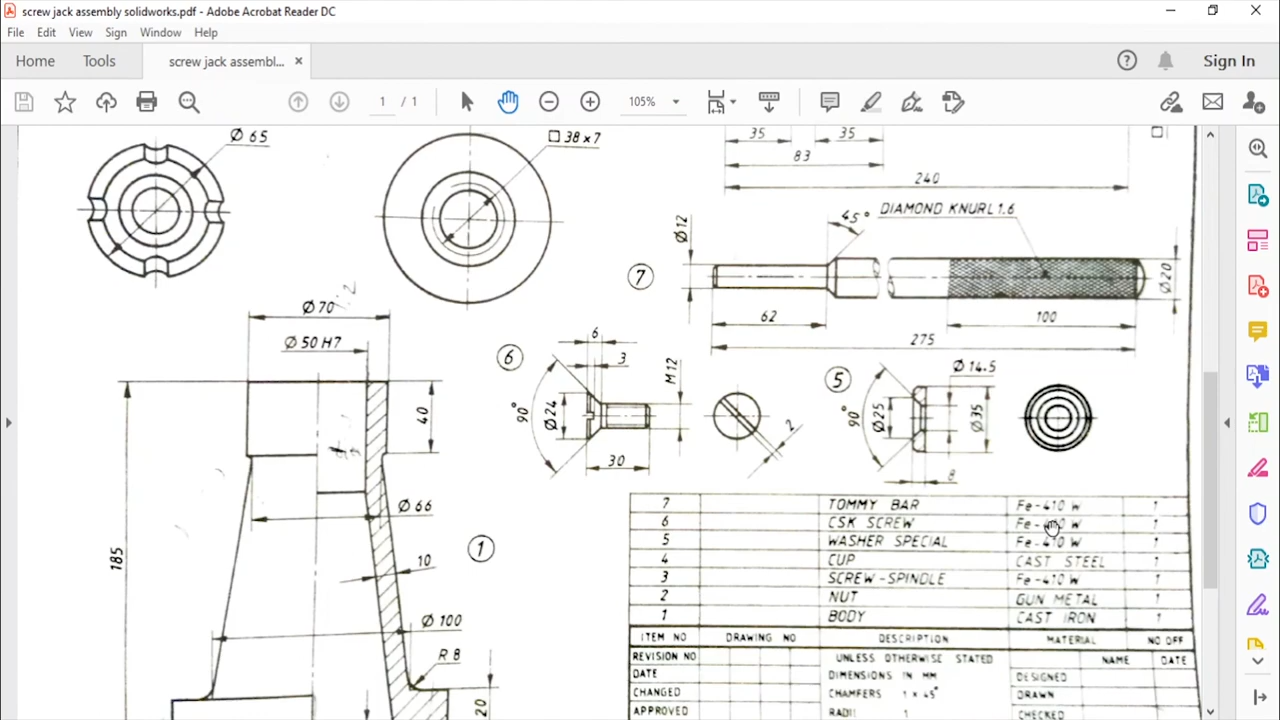 screw jack assembly solidworks.pdf - Adobe Acrobat Reader DC
File Edit View Sign Window Help
Home Tools screw jack assembl... × Sign In
1 / 1 105%
Ø 65
□ 38 x 7
35 35
83
240
DIAMOND KNURL 1.6
45°
Ø12
7
Ø20
62
100
275
Ø 70
Ø 50 H7
6
6
3
M12
90°
Ø24
2
30
5
Ø 14.5
90°
Ø25
Ø35
8
40
Ø 66
185
10
1
Ø 100
R 8
20
7 TOMMY BAR Fe-410 W 1
6 CSK SCREW Fe- W 1
5 WASHER SPECIAL Fe-410 W 1
4 CUP CAST STEEL 1
3 SCREW-SPINDLE Fe-410 W 1
2 NUT GUN METAL 1
1 BODY CAST IRON 1
ITEM NO DRAWING NO DESCRIPTION MATERIAL NO OFF
REVISION NO UNLESS OTHERWISE STATED NAME DATE
DATE DIMENSIONS IN MM DESIGNED
CHANGED CHAMFERS 1 x 45° DRAWN
APPROVED RADII 1 CHECKED